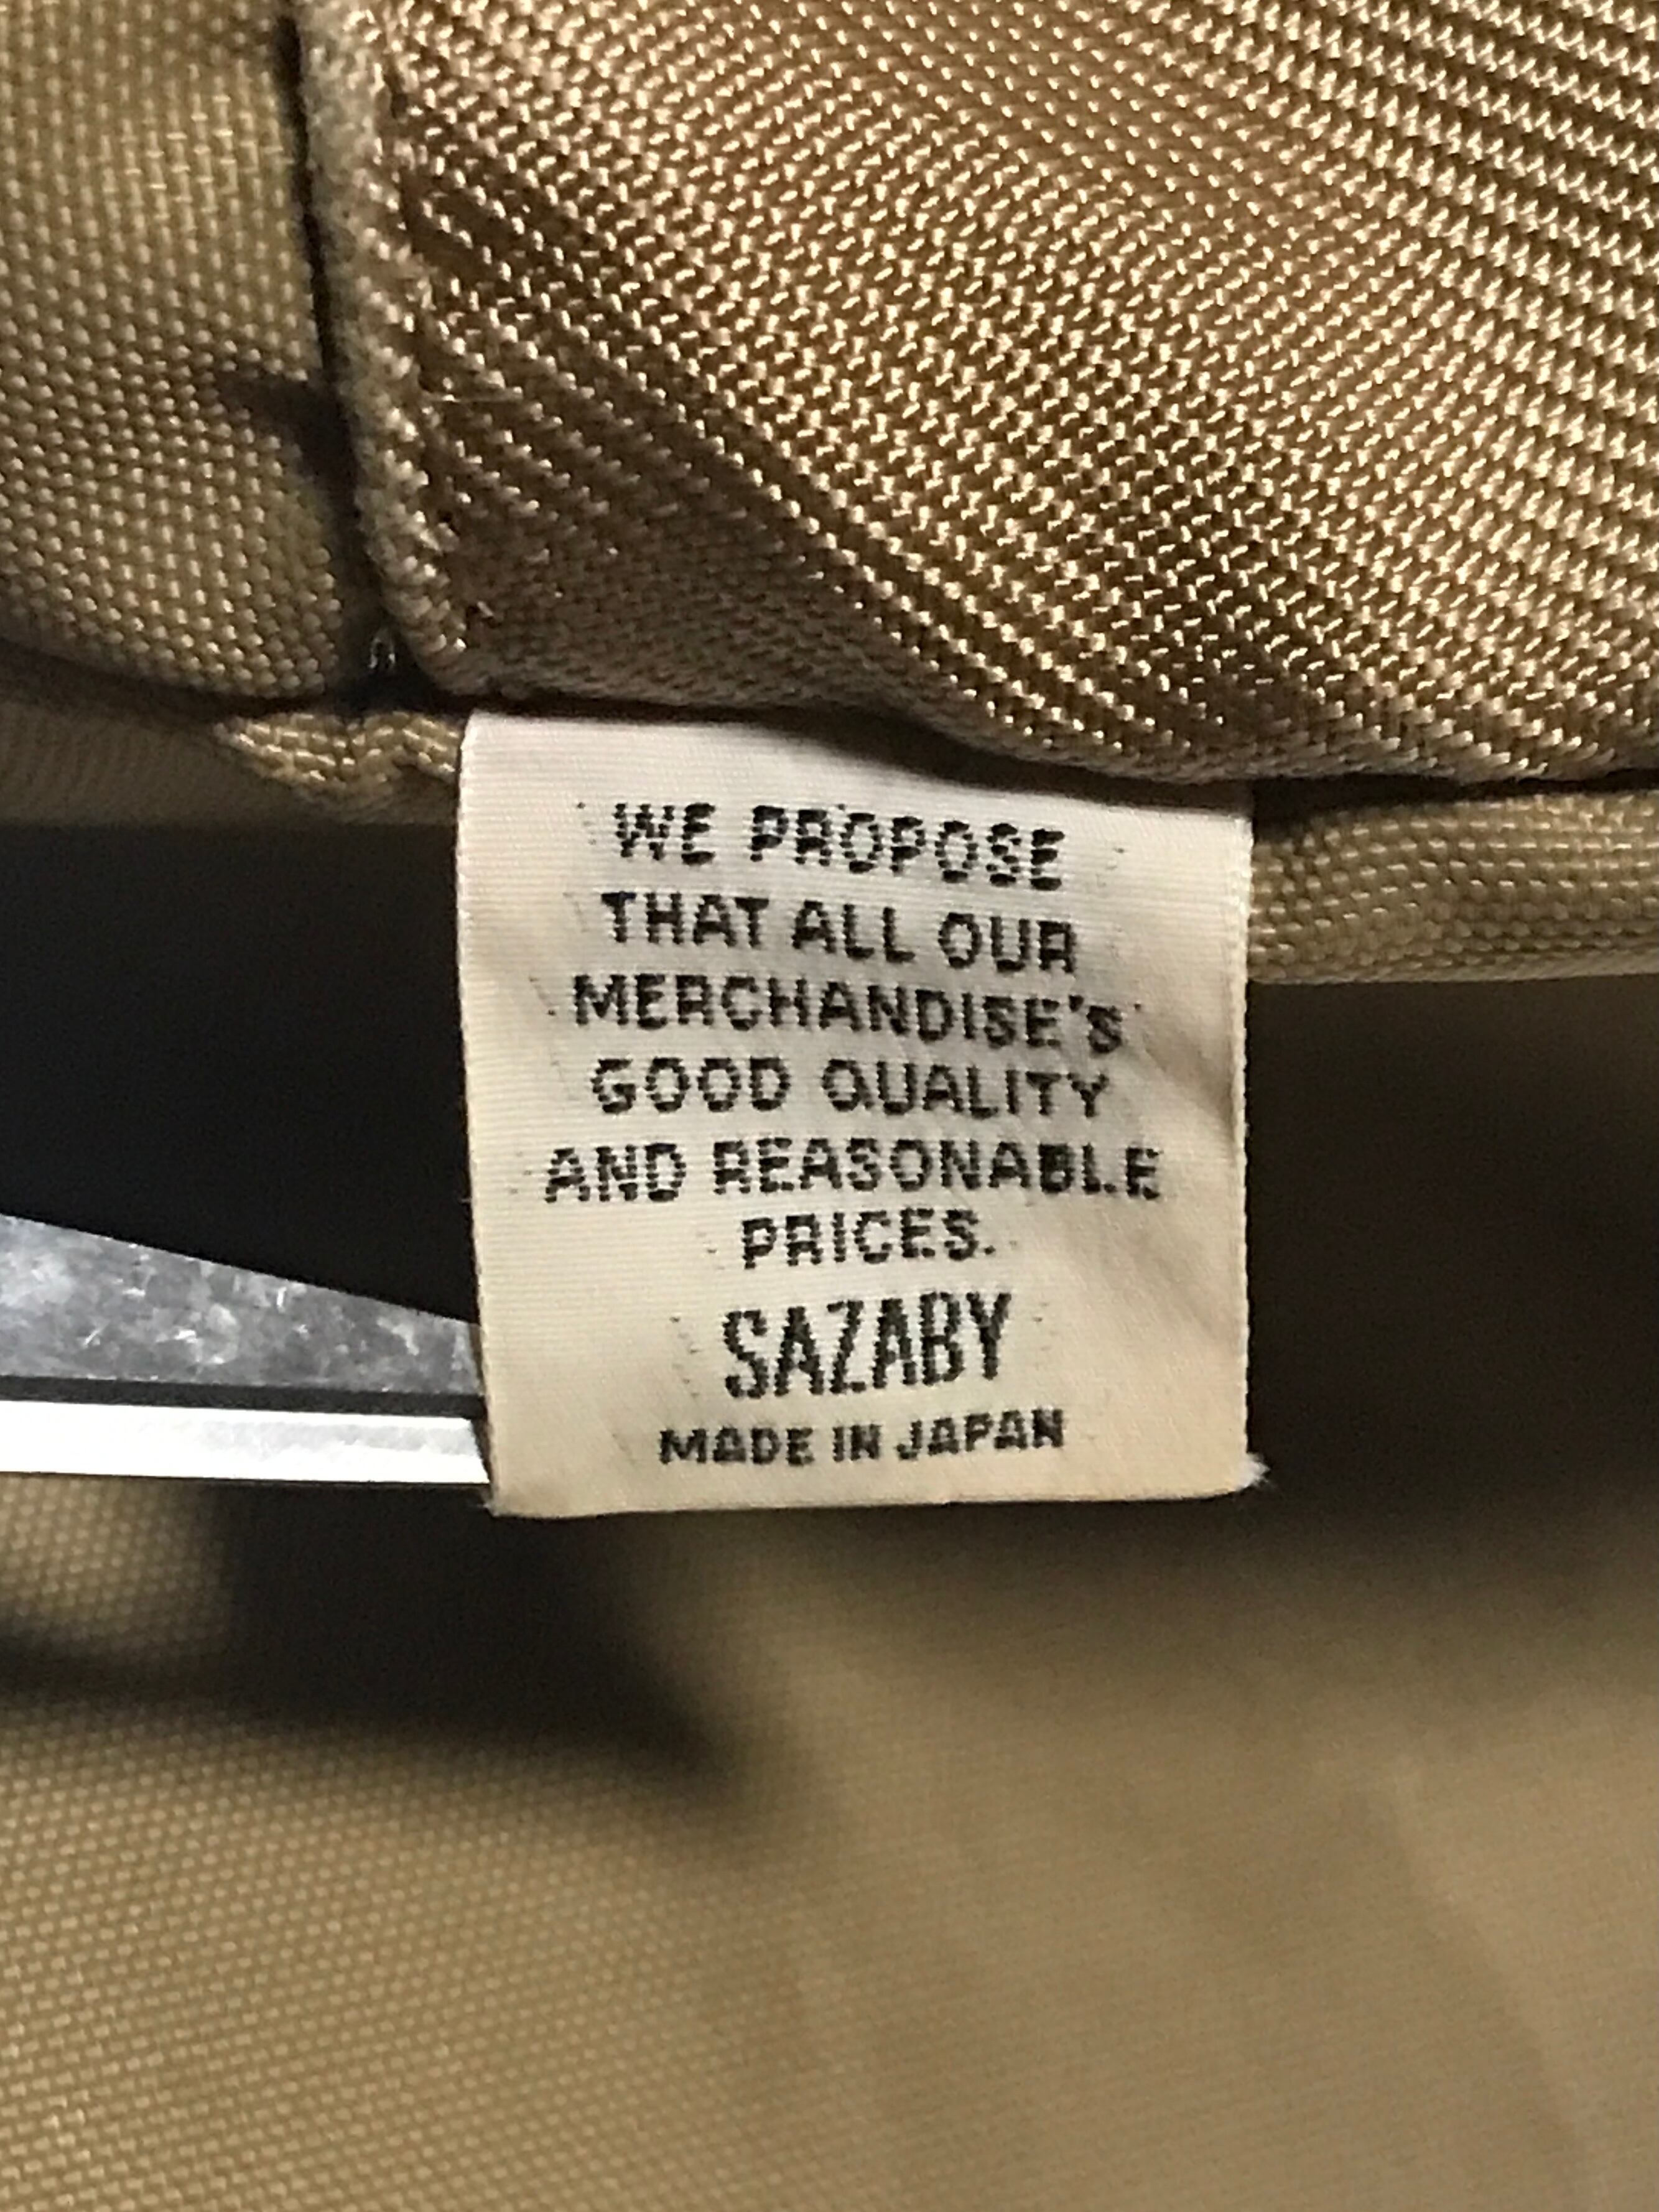 WE PROPOSE
THAT ALL OUR
MERCHANDISE'S
GOOD QUALITY
AND REASONABLE
PRICES.
SAZABY
MADE IN JAPAN